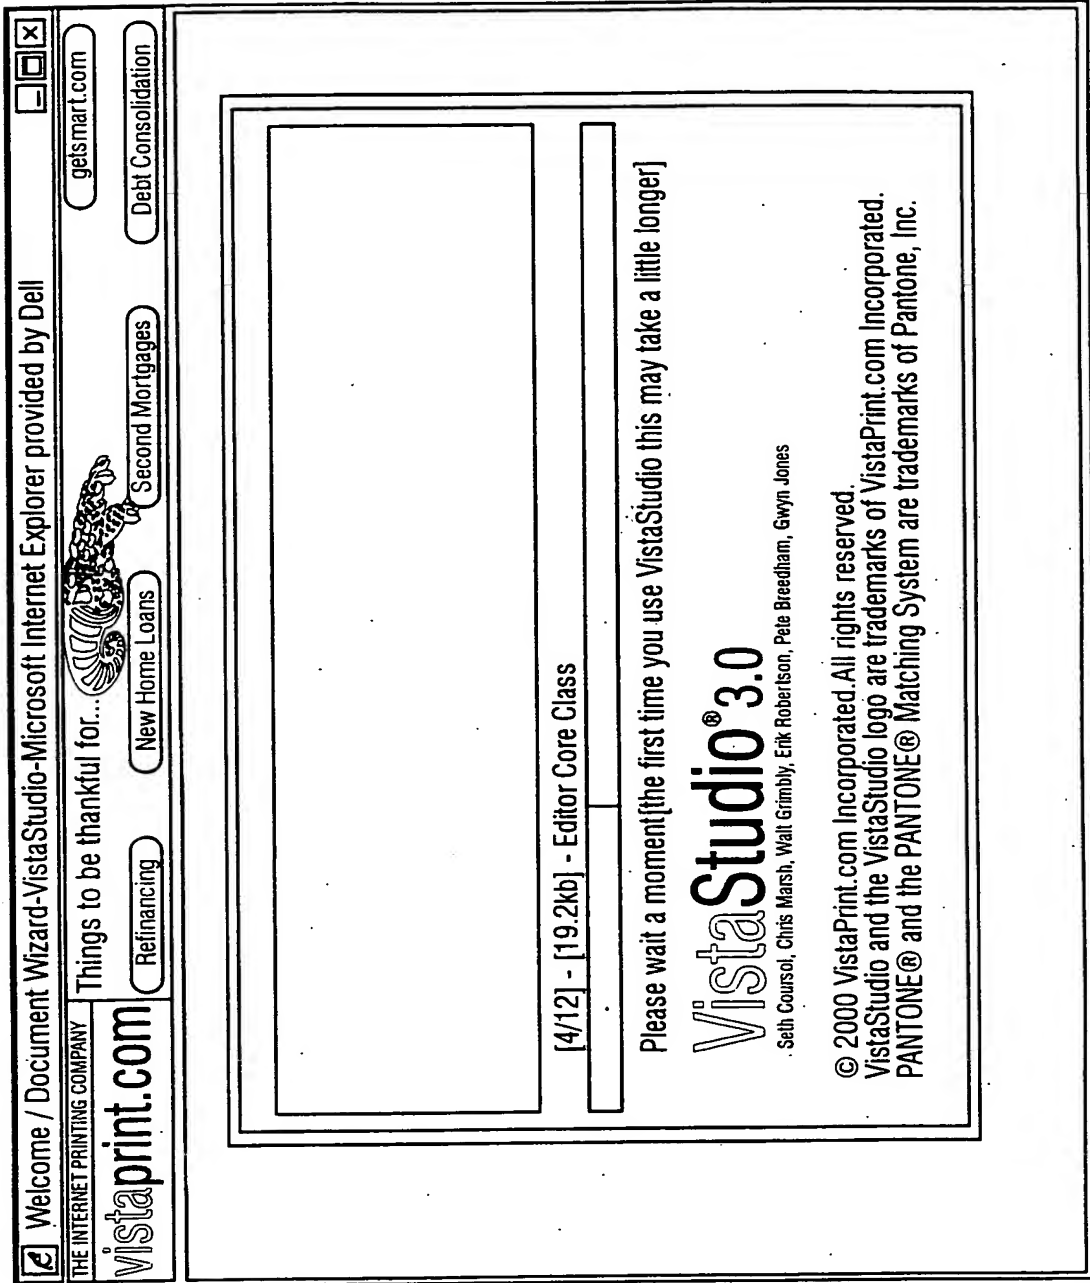 Welcome / Document Wizard-VistaStudio-Microsoft Internet Explorer provided by Dell
THE INTERNET PRINTING COMPANY
vistaprint.com
Things to be thankful for...
getsmart.com
Refinancing
New Home Loans
Second Mortgages
Debt Consolidation
[4/12] - [19.2kb] - Editor Core Class
Please wait a moment[the first time you use VistaStudio this may take a little longer]
VistaStudio® 3.0
Seth Coursol, Chris Marsh, Walt Grimbly, Erik Robertson, Pete Breedham, Gwyn Jones
© 2000 VistaPrint.com Incorporated.All rights reserved.
VistaStudio and the VistaStudio logo are trademarks of VistaPrint.com Incorporated.
PANTONE® and the PANTONE® Matching System are trademarks of Pantone, Inc.